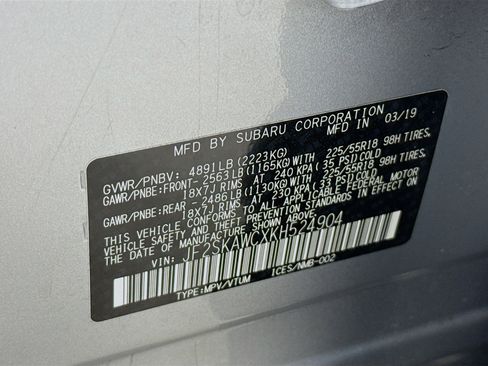 MFD. BY SUBARU CORPORATION
MFD IN 03/19
GVWR/PNBV: 4891LB (2223KG)
GAWR/PNBE:FRONT-2563LB (1165KG)WITH 225/55R18 98H TIRES,
18X7J RIMS AT 240 KPA( 35 PSI)COLD
GAWR/PNBE:REAR -2486LB (1130KG)WITH 225/55R18 98H TIRES,
18X7J RIMS AT 230 KPA( 33 PSI)COLD
THIS VEHICLE CONFORMS TO ALL APPLICABLE
U.S. FEDERAL MOTOR VEHICLE SAFETY
STANDARDS IN EFFECT ON
THE DATE OF MANUFACTURE SHOWN ABOVE.
VIN: JF2SKAWCXKH524904
TYPE:MPV/VTUM ICES/NMB-002